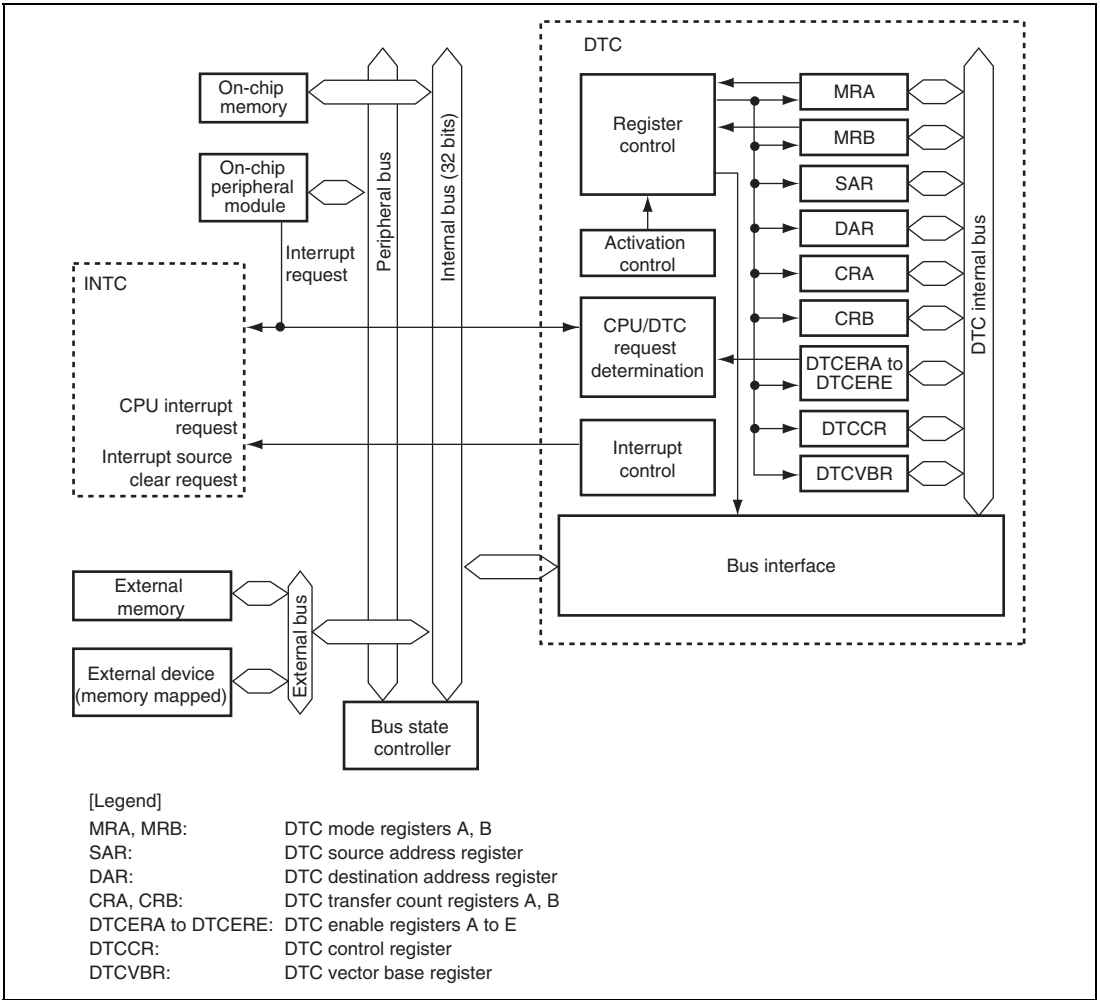 DTC
On-chip
memory
On-chip
peripheral
module
Interrupt
request
Peripheral bus
Internal bus (32 bits)
INTC
CPU interrupt
request
Interrupt source
clear request
Register
control
Activation
control
CPU/DTC
request
determination
Interrupt
control
MRA
MRB
SAR
DAR
CRA
CRB
DTCERA to
DTCERE
DTCCR
DTCVBR
DTC internal bus
Bus interface
External
memory
External device
(memory mapped)
External bus
Bus state
controller
[Legend]
MRA, MRB: DTC mode registers A, B
SAR: DTC source address register
DAR: DTC destination address register
CRA, CRB: DTC transfer count registers A, B
DTCERA to DTCERE: DTC enable registers A to E
DTCCR: DTC control register
DTCVBR: DTC vector base register